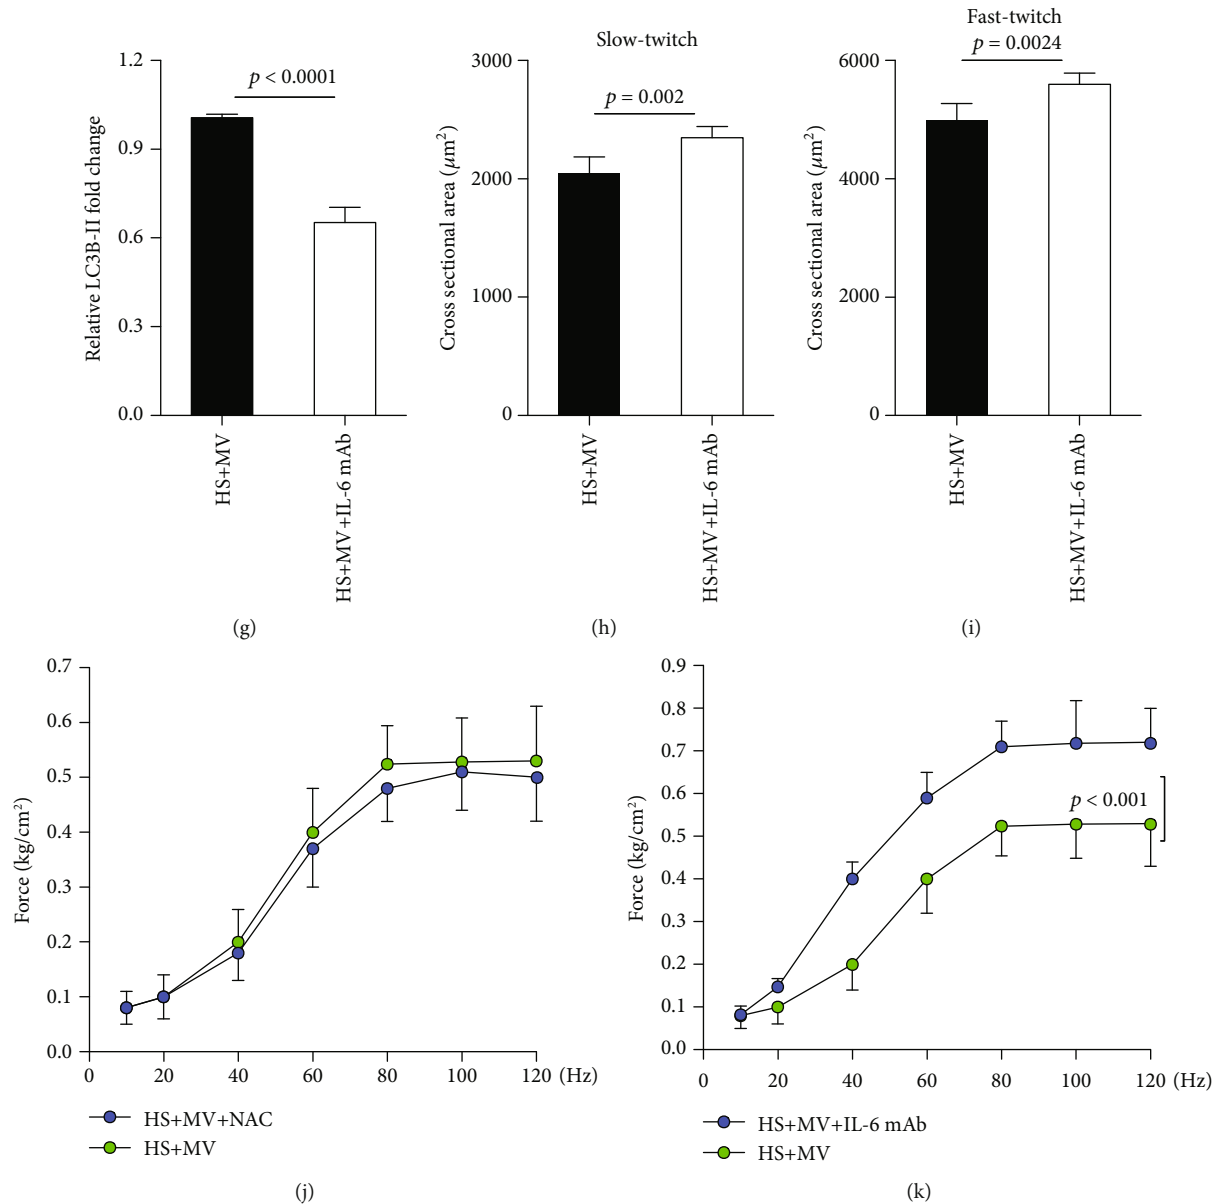 Relative LC3B-II fold change
1.2
0.9
0.6
0.3
0.0
p < 0.0001
HS+MV
HS+MV+IL-6 mAb
(g)
Slow-twitch
Cross sectional area (μm²)
3000
2000
1000
0
p = 0.002
HS+MV
HS+MV+IL-6 mAb
(h)
Fast-twitch
p = 0.0024
Cross sectional area (μm²)
6000
4000
2000
0
HS+MV
HS+MV+IL-6 mAb
(i)
Force (kg/cm²)
0.7
0.6
0.5
0.4
0.3
0.2
0.1
0.0
0 20 40 60 80 100 120 (Hz)
HS+MV+NAC
HS+MV
(j)
Force (kg/cm²)
0.9
0.8
0.7
0.6
0.5
0.4
0.3
0.2
0.1
0.0
p < 0.001
0 20 40 60 80 100 120 (Hz)
HS+MV+IL-6 mAb
HS+MV
(k)